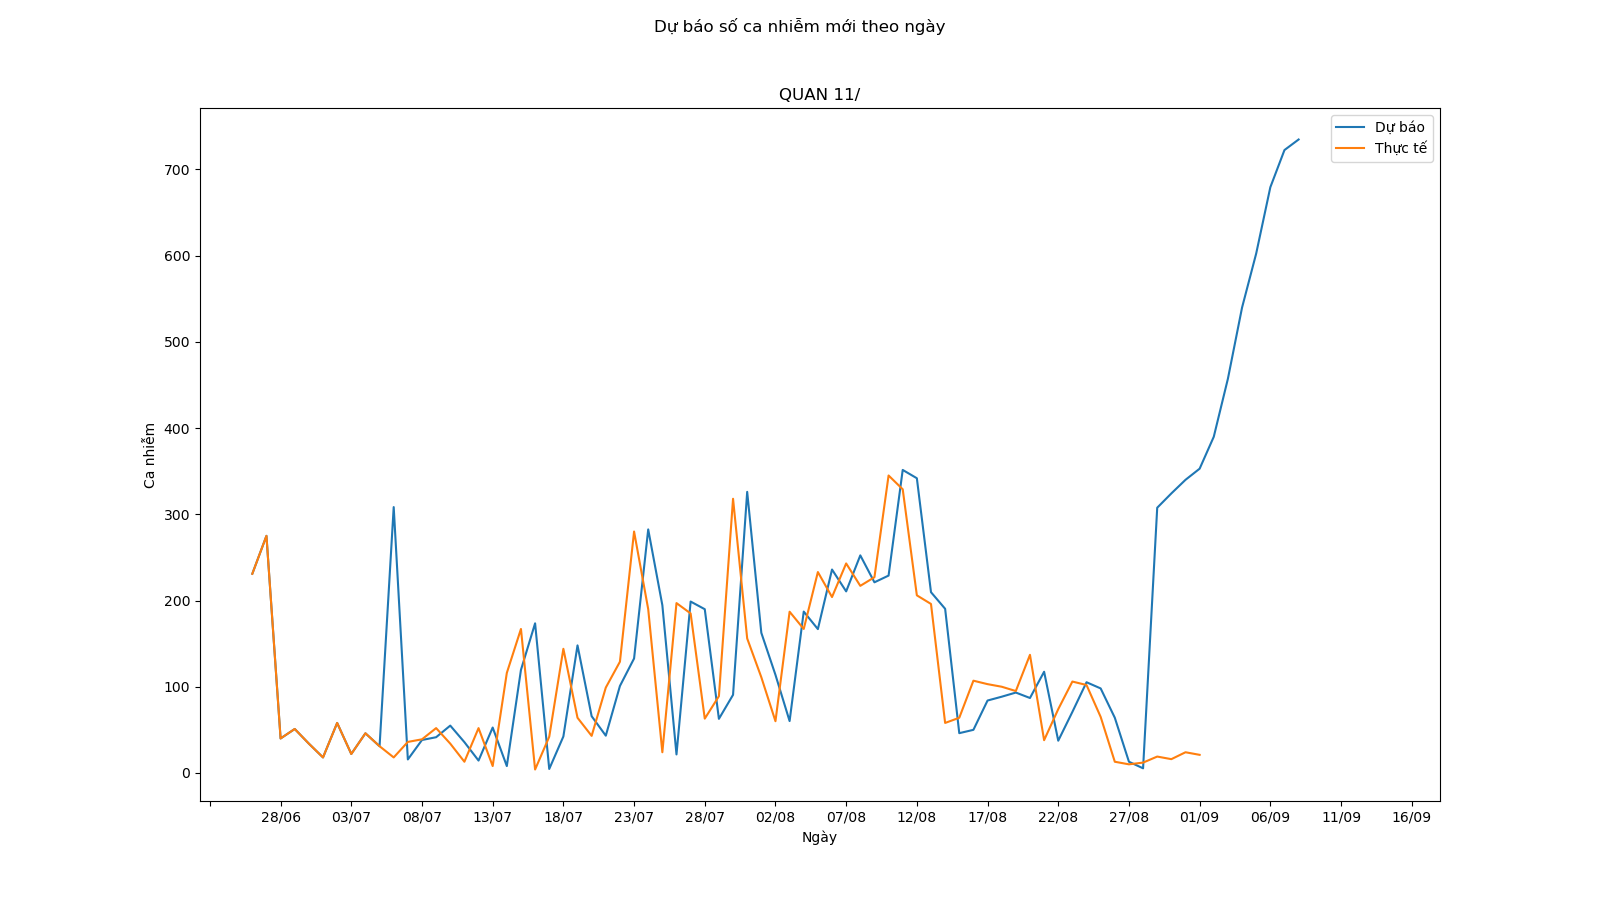 Dự báo số ca nhiễm mới theo ngày
QUAN 11/
Dự báo
Thực tế
700
600
500
400
300
200
100
0
Ca nhiễm
28/06 03/07 08/07 13/07 18/07 23/07 28/07 02/08 07/08 12/08 17/08 22/08 27/08 01/09 06/09 11/09 16/09
Ngày